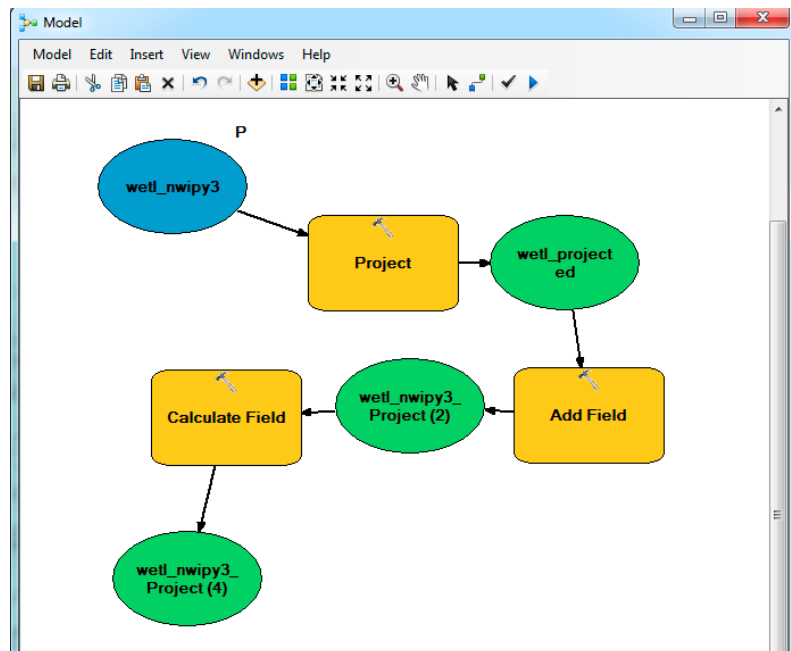 Model
Model Edit Insert View Windows Help
P
wetl_nwipy3
Project
wetl_project
ed
Calculate Field
wetl_nwipy3_
Project (2)
Add Field
wetl_nwipy3_
Project (4)